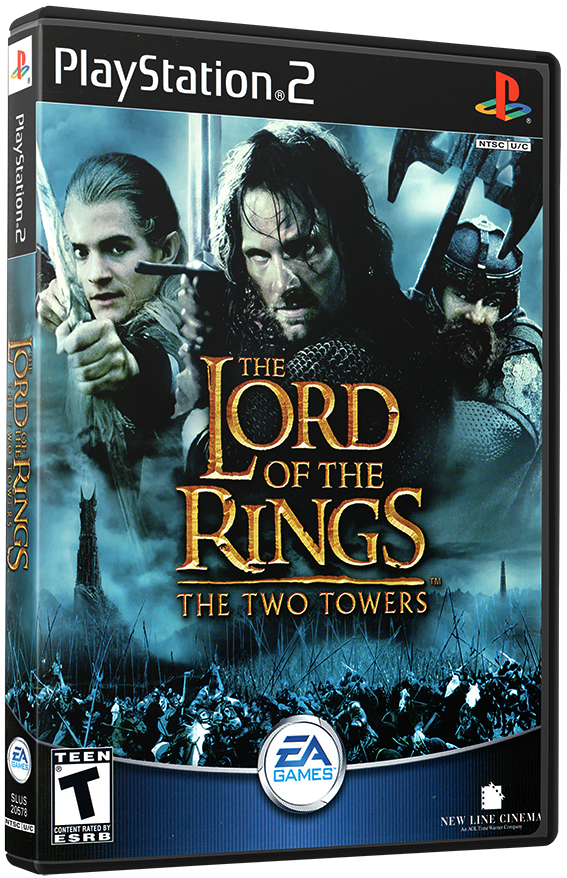 PlayStation®2
NTSC U/C
THE
LORD
OF THE
RINGS
™
THE TWO TOWERS
EA
GAMES™
TEEN
T
CONTENT RATED BY
ESRB
NEW LINE CINEMA
An AOL Time Warner Company
PlayStation®2
THE
LORD
OF THE
RINGS
THE TWO TOWERS
EA
GAMES
SLUS
20578
NTSC U/C